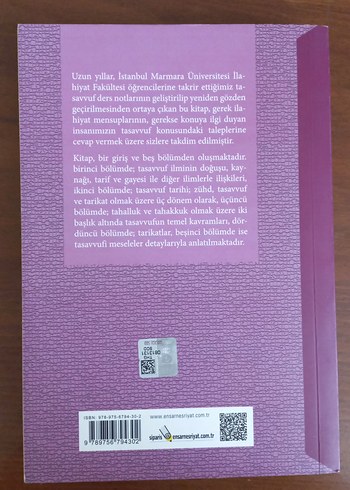 Uzun yıllar, İstanbul Marmara Üniversitesi İla-
hiyat Fakültesi öğrencilerine takrir ettiğimiz ta-
savvuf ders notlarının geliştirilip yeniden gözden
geçirilmesinden ortaya çıkan bu kitap, gerek ila-
hiyat mensuplarının, gerekse konuya ilgi duyan
insanımızın tasavvuf konusundaki taleplerine
cevap vermek üzere sizlere takdim edilmiştir.
Kitap, bir giriş ve beş bölümden oluşmaktadır.
birinci bölümde; tasavvuf ilminin doğuşu, kay-
nağı, tarif ve gayesi ile diğer ilimlerle ilişkileri,
ikinci bölümde; tasavvuf tarihi; zühd, tasavvuf
ve tarikat olmak üzere üç dönem olarak, üçüncü
bölümde; tahalluk ve tahakkuk olmak üzere iki
başlık altında tasavvufun temel kavramları, dör-
düncü bölümde; tarikatlar, beşinci bölümde ise
tasavvufi meseleler detaylarıyla anlatılmaktadır.
ISBN: 978-975-6794-30-2
9 789756 794302
www.ensarnesriyat.com.tr
sipariş ensarnesriyat.com.tr